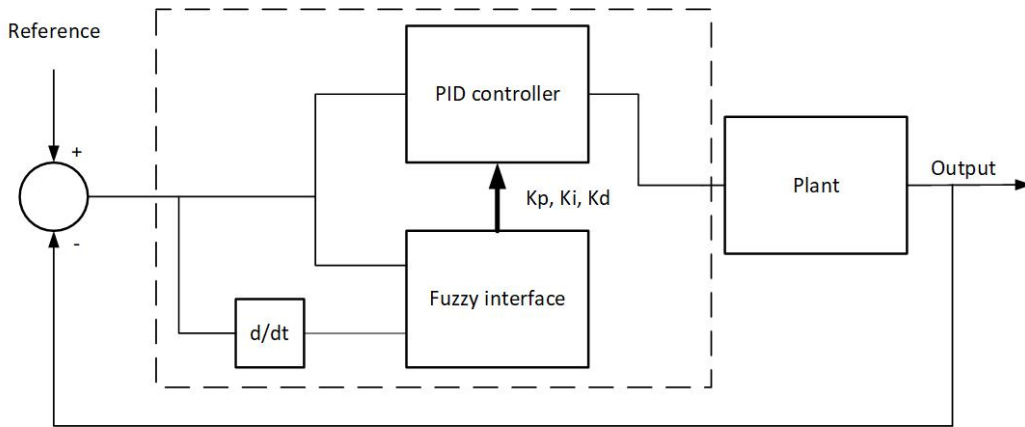 Reference
PID controller
+
Output
Plant
Kp, Ki, Kd
-
Fuzzy interface
d/dt